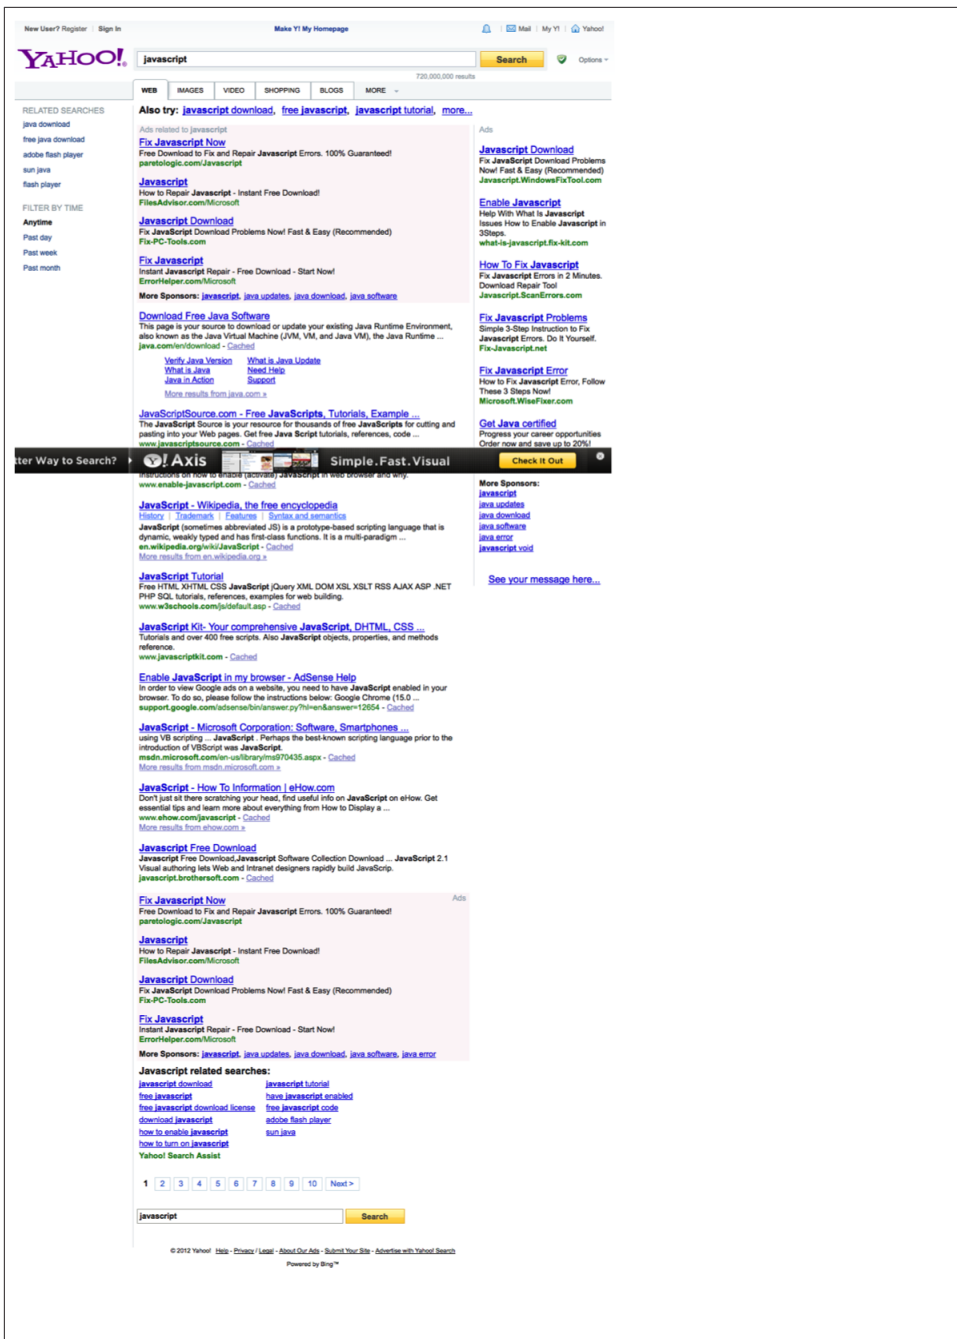 New User? Register | Sign In
Make Y! My Homepage
Mail | My Y! | Yahoo!
YAHOO!
javascript
Search
Options
720,000,000 results
WEB
IMAGES
VIDEO
SHOPPING
BLOGS
MORE
RELATED SEARCHES
java download
free java download
adobe flash player
sun java
flash player
FILTER BY TIME
Anytime
Past day
Past week
Past month
Also try: javascript download, free javascript, javascript tutorial, more...
Ads related to javascript
Fix Javascript Now
Free Download to Fix and Repair Javascript Errors. 100% Guaranteed!
paretologic.com/Javascript
Javascript
How to Repair Javascript - Instant Free Download!
FilesAdvisor.com/Microsoft
Javascript Download
Fix JavaScript Download Problems Now! Fast & Easy (Recommended)
Fix-PC-Tools.com
Fix Javascript
Instant Javascript Repair - Free Download - Start Now!
ErrorHelper.com/Microsoft
More Sponsors: javascript, java updates, java download, java software
Download Free Java Software
This page is your source to download or update your existing Java Runtime Environment,
also known as the Java Virtual Machine (JVM, VM, and Java VM), the Java Runtime ...
java.com/en/download - Cached
Verify Java Version
What is Java Update
What is Java
Need Help
Java in Action
Support
More results from java.com »
JavaScriptSource.com - Free JavaScripts, Tutorials, Example ...
The JavaScript Source is your resource for thousands of free JavaScripts for cutting and
pasting into your Web pages. Get free Java Script tutorials, references, code ...
www.javascriptsource.com - Cached
Ads
Javascript Download
Fix JavaScript Download Problems
Now! Fast & Easy (Recommended)
Javascript.WindowsFixTool.com
Enable Javascript
Help With What Is Javascript
Issues How to Enable Javascript in
3Steps.
what-is-javascript.fix-kit.com
How To Fix Javascript
Fix Javascript Errors in 2 Minutes.
Download Repair Tool
Javascript.ScanErrors.com
Fix Javascript Problems
Simple 3-Step Instruction to Fix
Javascript Errors. Do It Yourself.
Fix-Javascript.net
Fix Javascript Error
How to Fix Javascript Error, Follow
These 3 Steps Now!
Microsoft.WiseFixer.com
Get Java certified
Progress your career opportunities
Order now and save up to 20%!
tter Way to Search?
Y! AXIS
Simple.Fast.Visual
Check It Out
instructions on how to enable (activate) JavaScript in web browser and why.
www.enable-javascript.com - Cached
JavaScript - Wikipedia, the free encyclopedia
History | Trademark | Features | Syntax and semantics
JavaScript (sometimes abbreviated JS) is a prototype-based scripting language that is
dynamic, weakly typed and has first-class functions. It is a multi-paradigm ...
en.wikipedia.org/wiki/JavaScript - Cached
More results from en.wikipedia.org »
JavaScript Tutorial
Free HTML XHTML CSS JavaScript jQuery XML DOM XSL XSLT RSS AJAX ASP .NET
PHP SQL tutorials, references, examples for web building.
www.w3schools.com/js/default.asp - Cached
JavaScript Kit- Your comprehensive JavaScript, DHTML, CSS ...
Tutorials and over 400 free scripts. Also JavaScript objects, properties, and methods
reference.
www.javascriptkit.com - Cached
Enable JavaScript in my browser - AdSense Help
In order to view Google ads on a website, you need to have JavaScript enabled in your
browser. To do so, please follow the instructions below: Google Chrome (15.0 ...
support.google.com/adsense/bin/answer.py?hl=en&answer=12654 - Cached
JavaScript - Microsoft Corporation: Software, Smartphones ...
using VB scripting ... JavaScript . Perhaps the best-known scripting language prior to the
introduction of VBScript was JavaScript.
msdn.microsoft.com/en-us/library/ms970435.aspx - Cached
More results from msdn.microsoft.com »
JavaScript - How To Information | eHow.com
Don't just sit there scratching your head, find useful info on JavaScript on eHow. Get
essential tips and learn more about everything from How to Display a ...
www.ehow.com/javascript - Cached
More results from ehow.com »
Javascript Free Download
Javascript Free Download,Javascript Software Collection Download ... JavaScript 2.1
Visual authoring lets Web and Intranet designers rapidly build JavaScrip.
javascript.brothersoft.com - Cached
More Sponsors:
javascript
java updates
java download
java software
java error
javascript void
See your message here...
Ads
Fix Javascript Now
Free Download to Fix and Repair Javascript Errors. 100% Guaranteed!
paretologic.com/Javascript
Javascript
How to Repair Javascript - Instant Free Download!
FilesAdvisor.com/Microsoft
Javascript Download
Fix JavaScript Download Problems Now! Fast & Easy (Recommended)
Fix-PC-Tools.com
Fix Javascript
Instant Javascript Repair - Free Download - Start Now!
ErrorHelper.com/Microsoft
More Sponsors: javascript, java updates, java download, java software, java error
Javascript related searches:
javascript download
javascript tutorial
free javascript
have javascript enabled
free javascript download license
free javascript code
download javascript
adobe flash player
how to enable javascript
sun java
how to turn on javascript
Yahoo! Search Assist
1 2 3 4 5 6 7 8 9 10 Next >
javascript
Search
© 2012 Yahoo! Help - Privacy / Legal - About Our Ads - Submit Your Site - Advertise with Yahoo! Search
Powered by Bing™